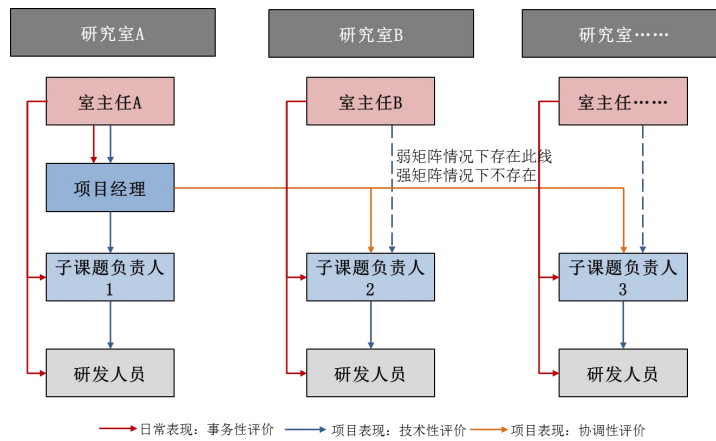 研究室A
研究室B
研究室……
室主任A
室主任B
室主任……
弱矩阵情况下存在此线
强矩阵情况下不存在
项目经理
子课题负责人
1
子课题负责人
2
子课题负责人
3
研发人员
研发人员
研发人员
日常表现：事务性评价
项目表现：技术性评价
项目表现：协调性评价